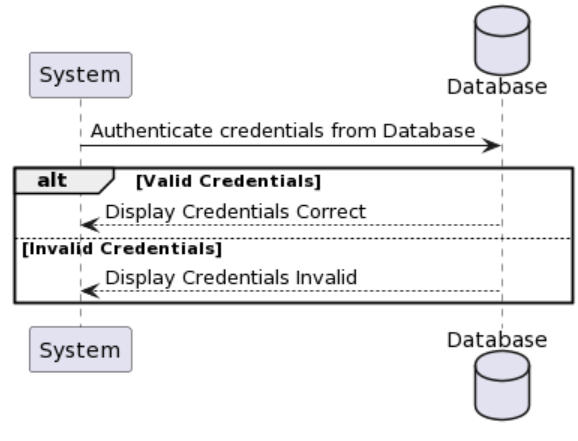 System
Database
Authenticate credentials from Database
alt [Valid Credentials]
Display Credentials Correct
[Invalid Credentials]
Display Credentials Invalid
System
Database